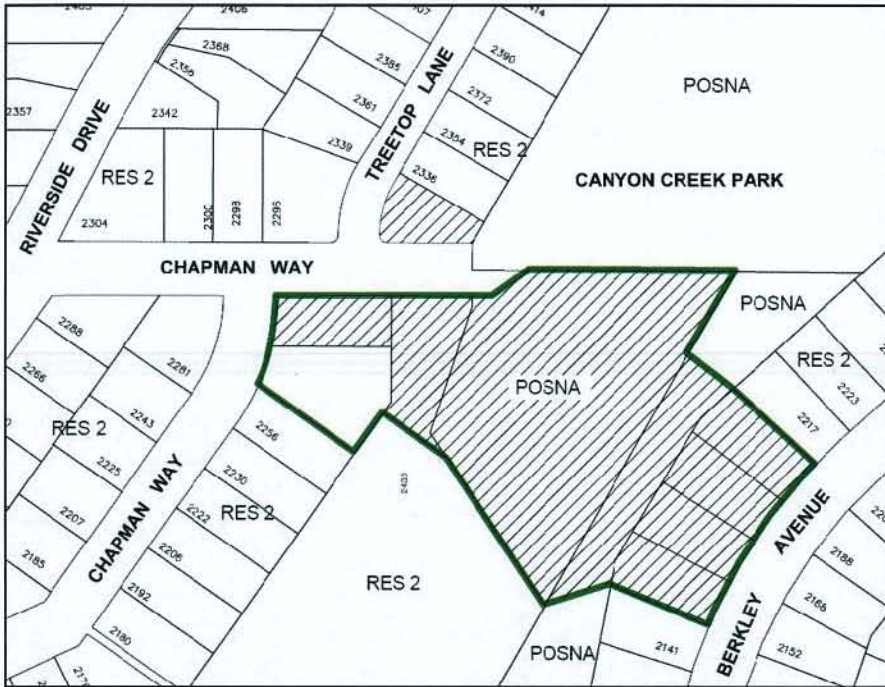 2406
2368
2356
2385
2390
POSNA
2357
2342
2361
2372
2339
2354
RES 2
RES 2
2336
CANYON CREEK PARK
RIVERSIDE DRIVE
TREETOP LANE
2304
2300
2298
2296
CHAPMAN WAY
POSNA
2288
2281
2266
RES 2
2223
2217
POSNA
RES 2
2243
2256
2225
2230
2433
2207
2222
RES 2
2185
2206
CHAPMAN WAY
2192
RES 2
2180
BERKLEY AVENUE
2188
2168
2141
2152
POSNA